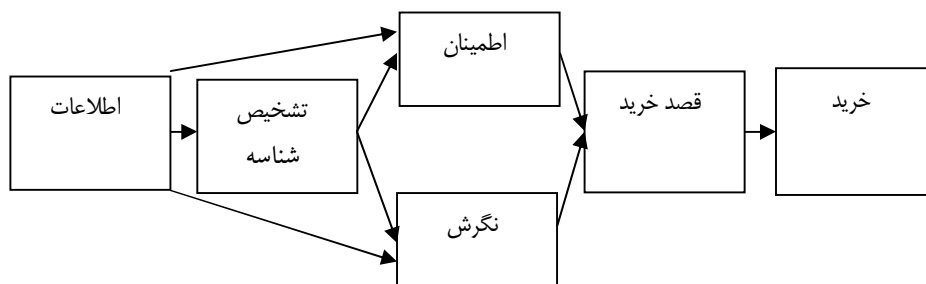 اطلاعات
تشخیص
شناسه
اطمینان
نگرش
قصد خرید
خرید